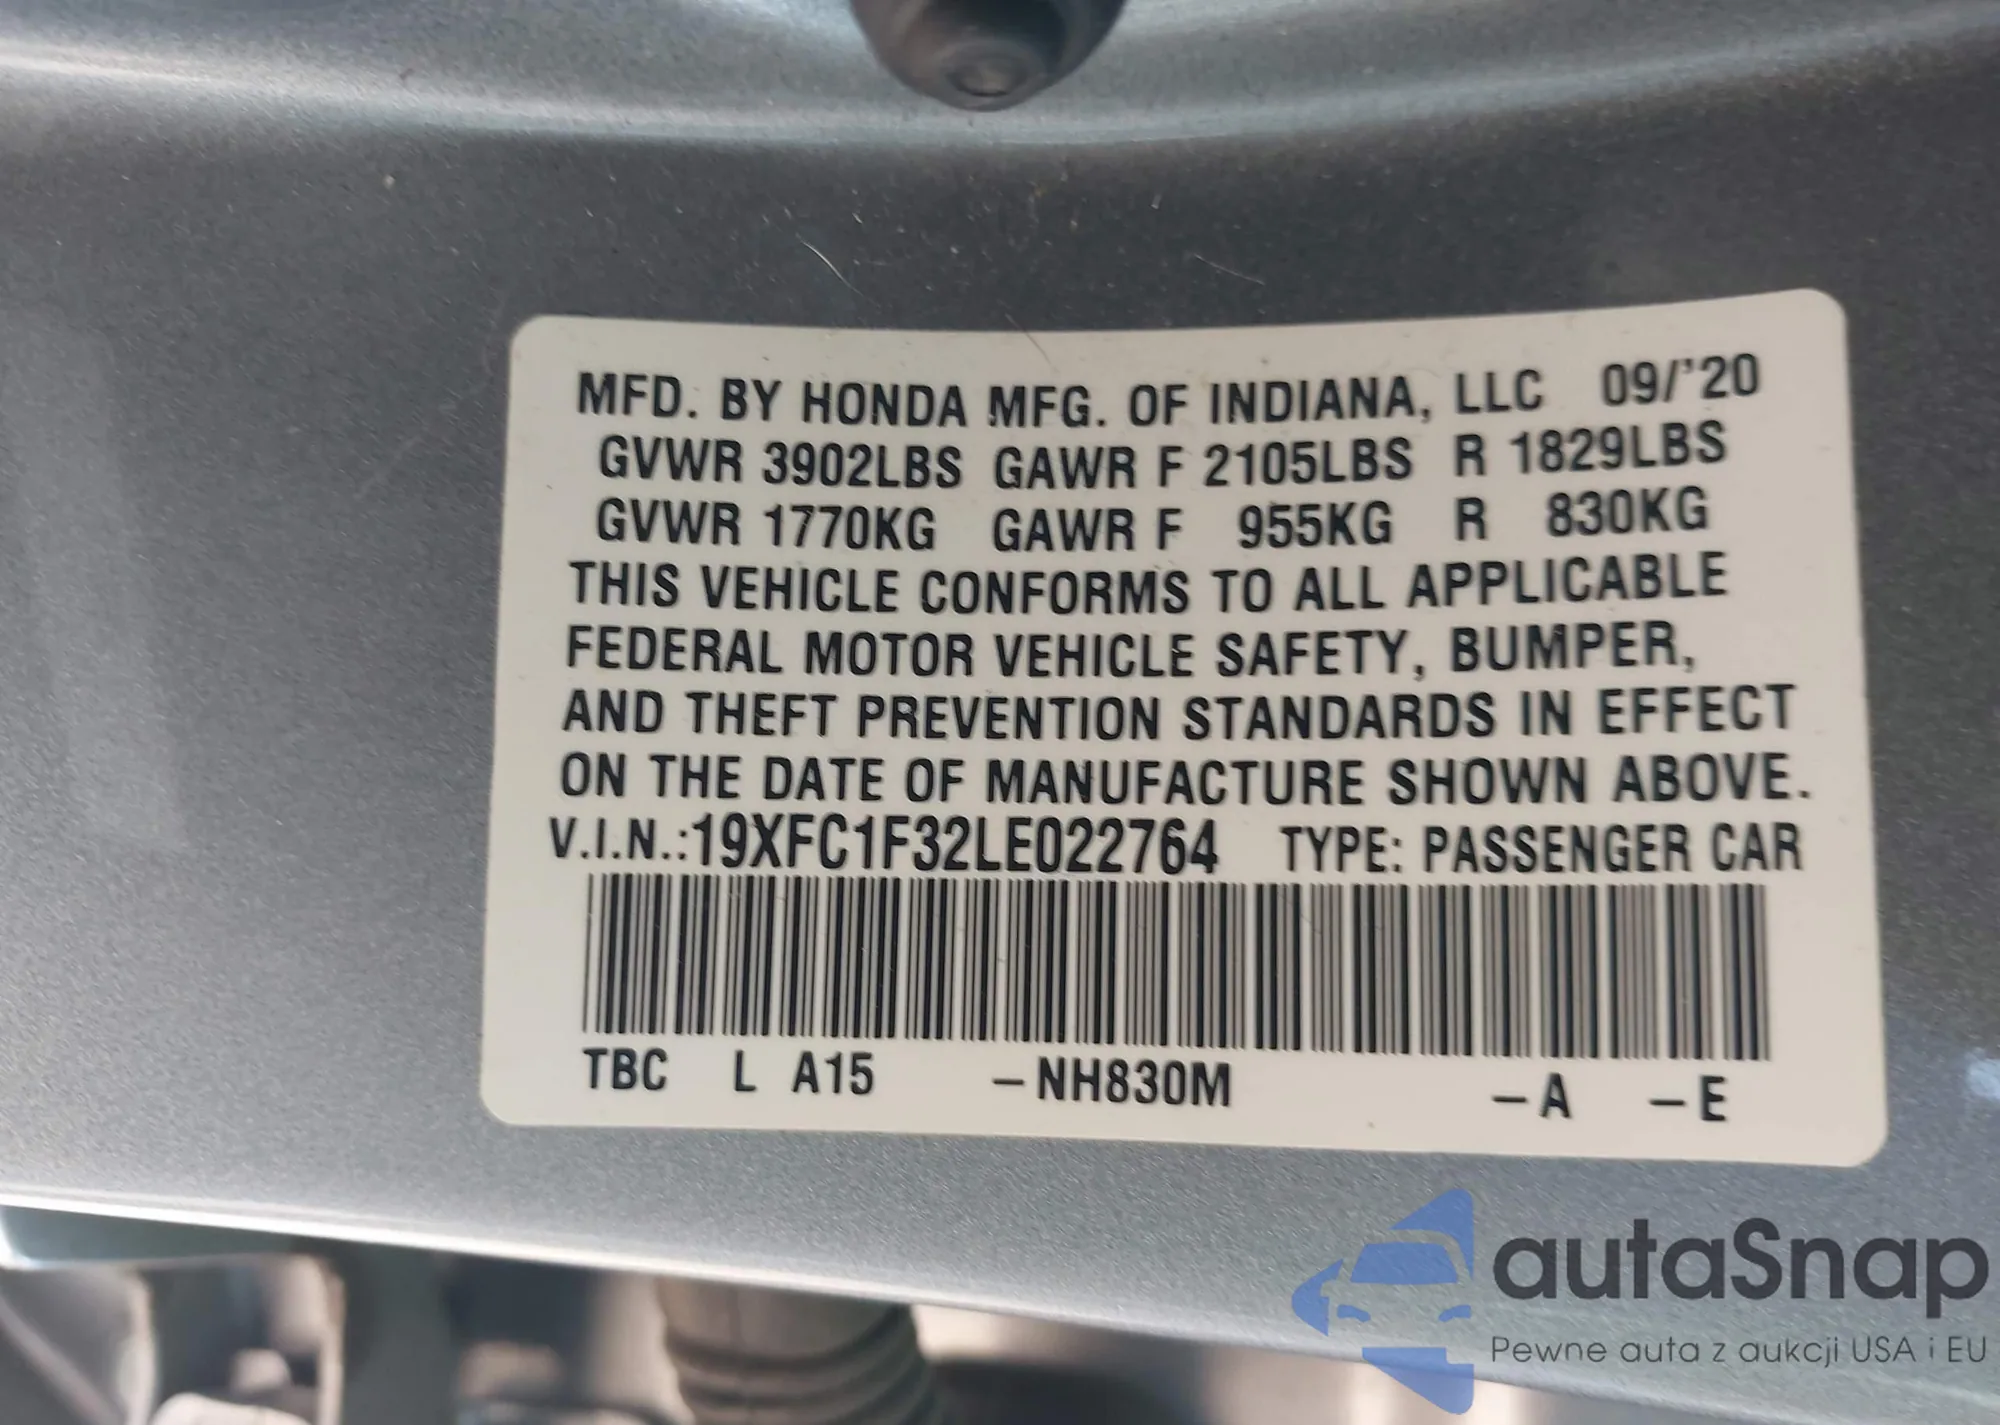 MFD. BY HONDA MFG. OF INDIANA, LLC 09/'20
GVWR 3902LBS GAWR F 2105LBS R 1829LBS
GVWR 1770KG GAWR F 955KG R 830KG
THIS VEHICLE CONFORMS TO ALL APPLICABLE
FEDERAL MOTOR VEHICLE SAFETY, BUMPER,
AND THEFT PREVENTION STANDARDS IN EFFECT
ON THE DATE OF MANUFACTURE SHOWN ABOVE.
V.I.N.:19XFC1F32LE022764 TYPE: PASSENGER CAR
TBC L A15 –NH830M –A –E
autaSnap
Pewne auta z aukcji USA i EU